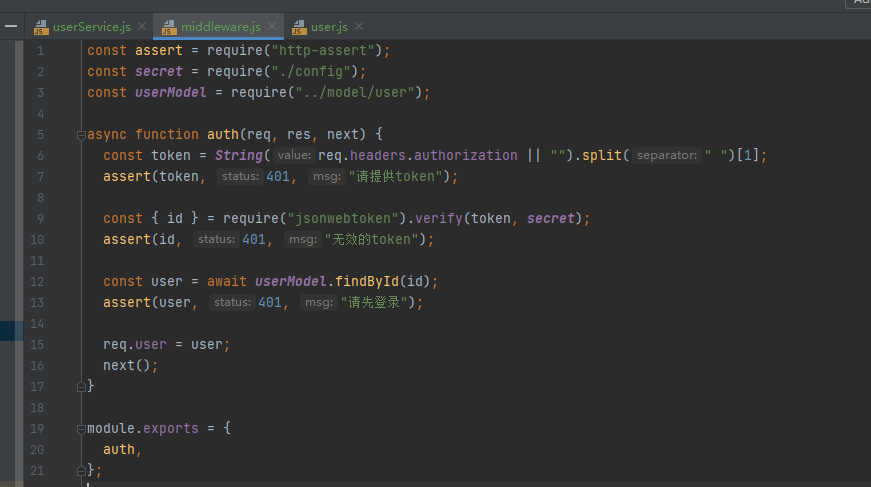 Ad
userService.js
middleware.js
user.js
1 const assert = require("http-assert");
2 const secret = require("./config");
3 const userModel = require("../model/user");
4
5 async function auth(req, res, next) {
6 const token = String( value: req.headers.authorization || "").split( separator: " ")[1];
7 assert(token, status: 401, msg: "请提供token");
8
9 const { id } = require("jsonwebtoken").verify(token, secret);
10 assert(id, status: 401, msg: "无效的token");
11
12 const user = await userModel.findById(id);
13 assert(user, status: 401, msg: "请先登录");
14
15 req.user = user;
16 next();
17 }
18
19 module.exports = {
20 auth,
21 };